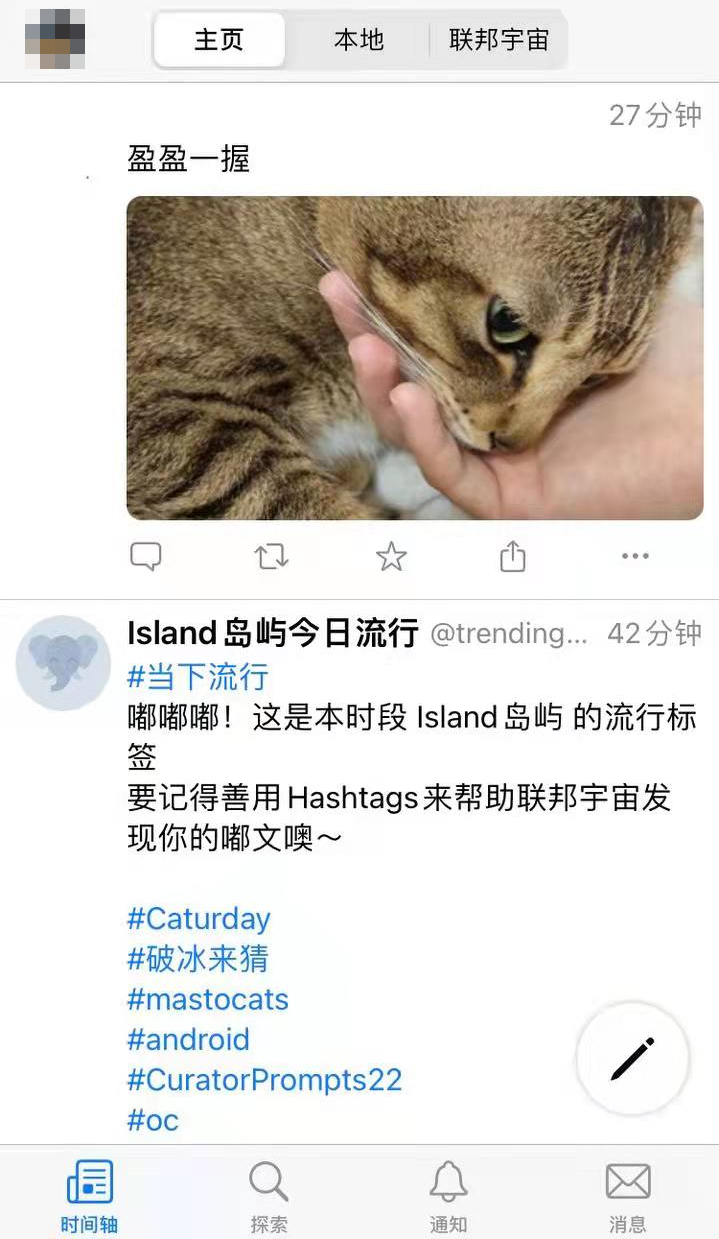 主页 本地 联邦宇宙
27分钟
盈盈一握
Island岛屿今日流行 @trending... 42分钟
#当下流行
嘟嘟嘟！这是本时段 Island岛屿 的流行标
签
要记得善用Hashtags来帮助联邦宇宙发
现你的嘟文噢～
#Caturday
#破冰来猜
#mastocats
#android
#CuratorPrompts22
#oc
时间轴 探索 通知 消息